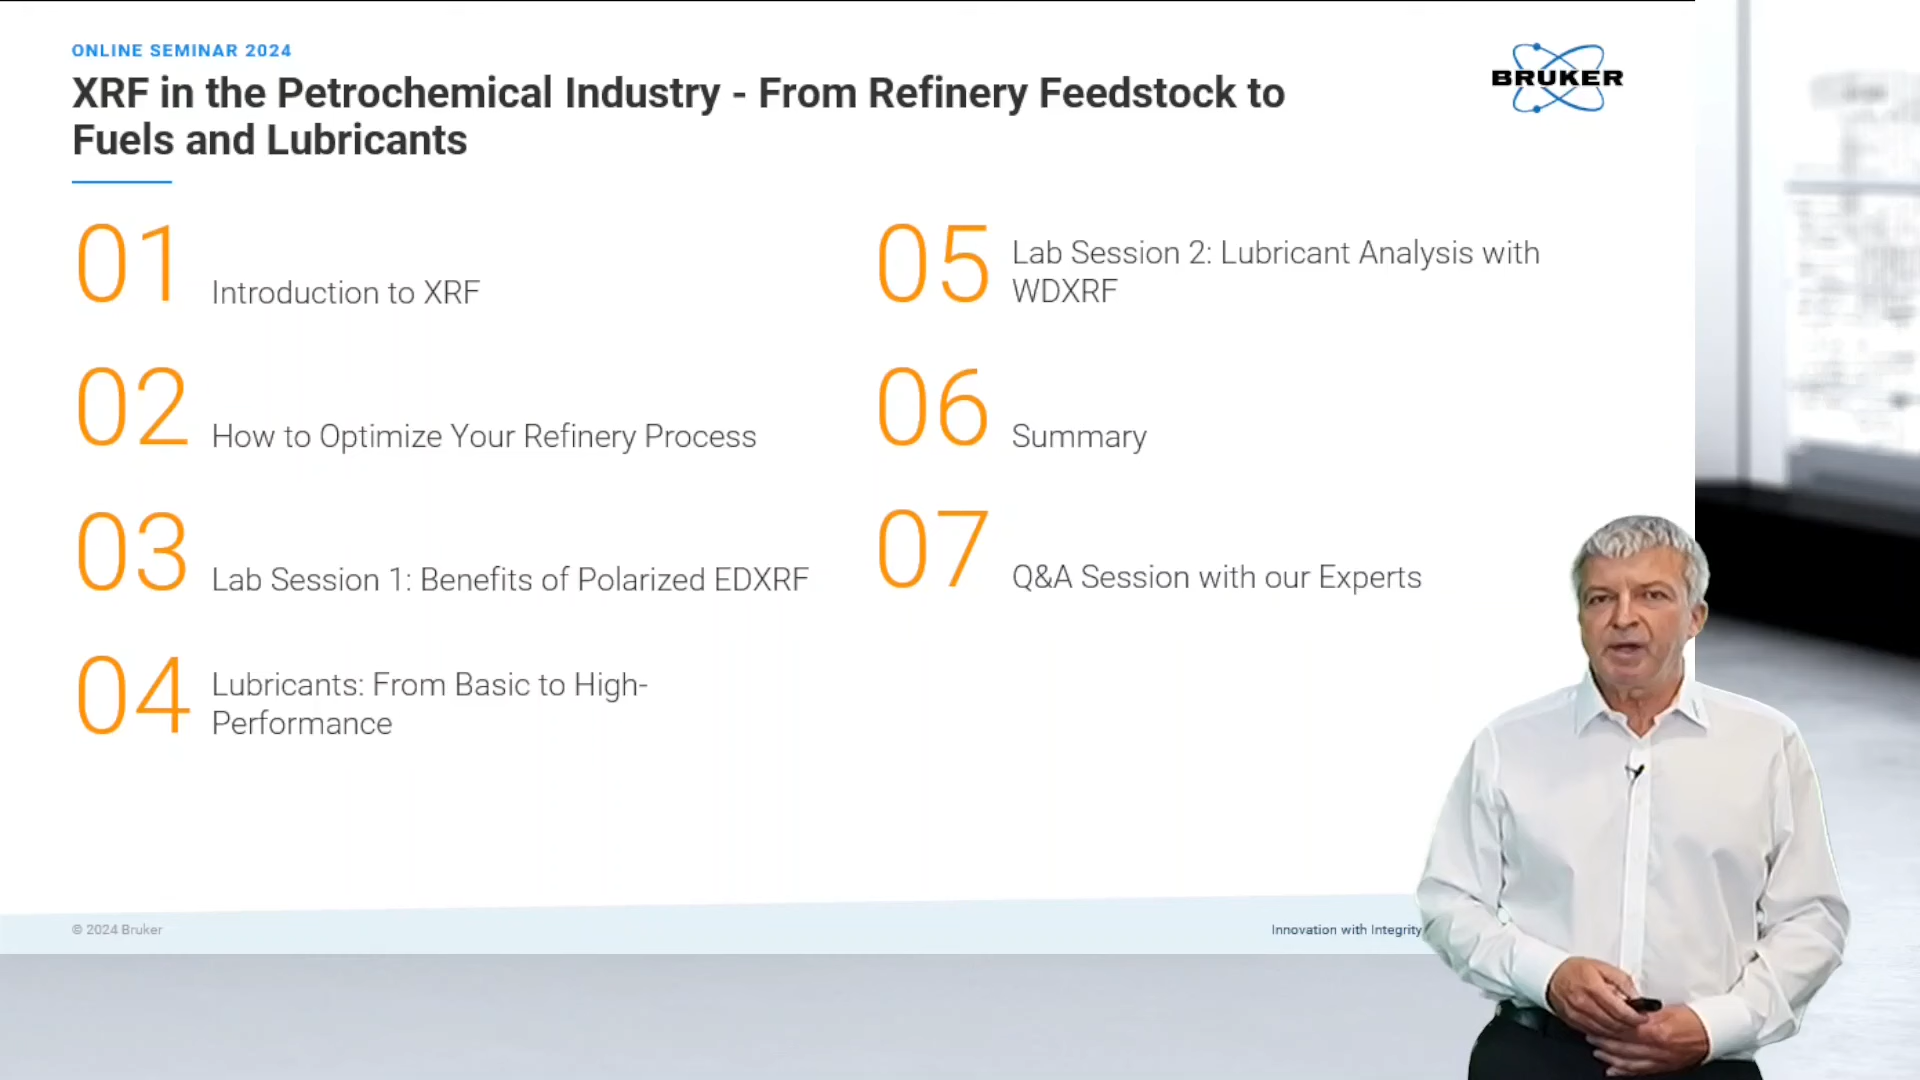 ONLINE SEMINAR 2024
XRF in the Petrochemical Industry - From Refinery Feedstock to
Fuels and Lubricants
BRUKER
01
Introduction to XRF
02
How to Optimize Your Refinery Process
03
Lab Session 1: Benefits of Polarized EDXRF
04
Lubricants: From Basic to High-
Performance
05
Lab Session 2: Lubricant Analysis with
WDXRF
06
Summary
07
Q&A Session with our Experts
© 2024 Bruker
Innovation with Integrity